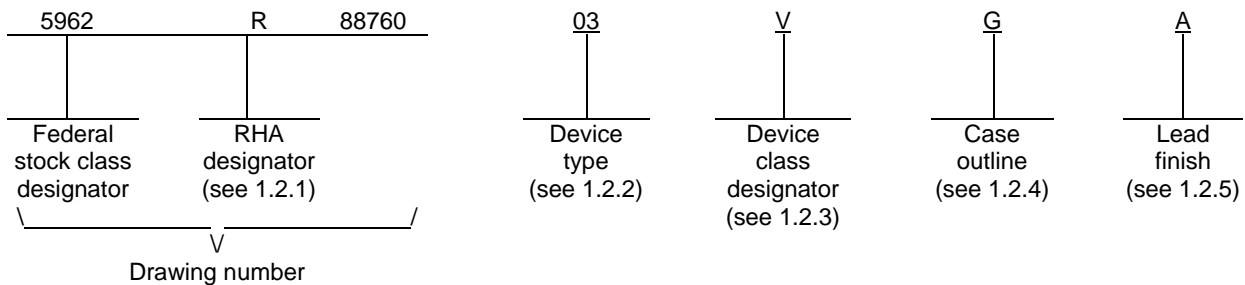 5962 R 88760 03 V G A
Federal stock class designator
RHA designator (see 1.2.1)
Device type (see 1.2.2)
Device class designator (see 1.2.3)
Case outline (see 1.2.4)
Lead finish (see 1.2.5)
Drawing number